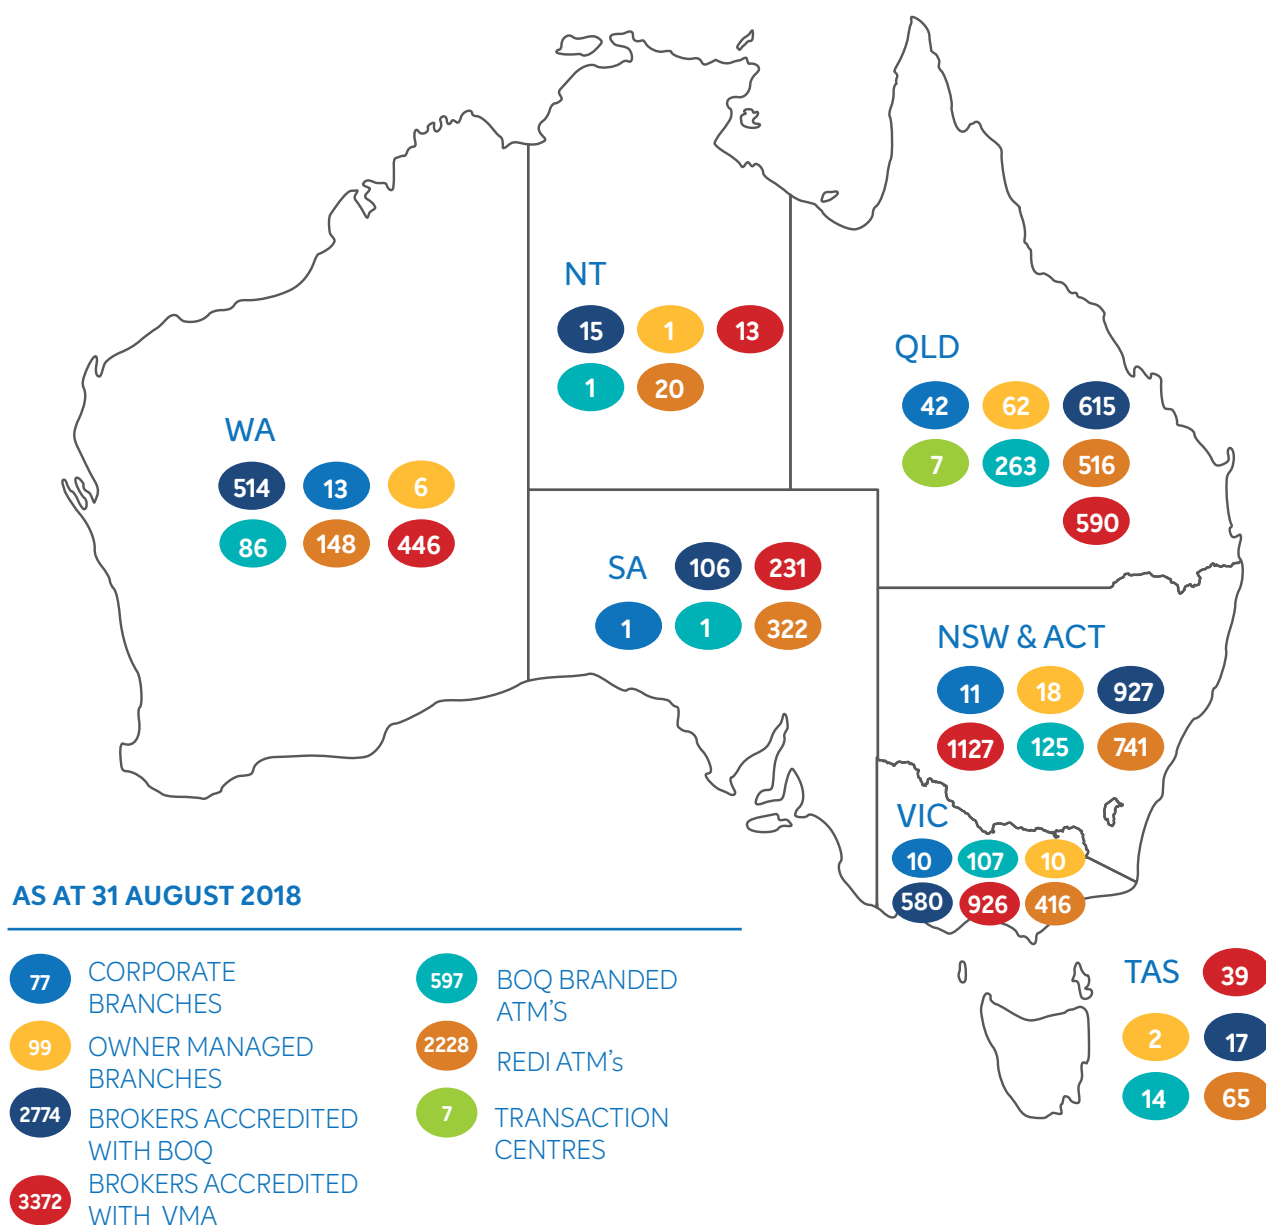 NT
15 1 13
1 20
QLD
42 62 615
7 263 516
590
WA
514 13 6
86 148 446
SA 106 231
1 1 322
NSW & ACT
11 18 927
1127 125 741
VIC
10 107 10
580 926 416
TAS 39
2 17
14 65
AS AT 31 AUGUST 2018
77 CORPORATE
BRANCHES
99 OWNER MANAGED
BRANCHES
2774 BROKERS ACCREDITED
WITH BOQ
3372 BROKERS ACCREDITED
WITH VMA
597 BOQ BRANDED
ATM'S
2228 REDI ATM's
7 TRANSACTION
CENTRES